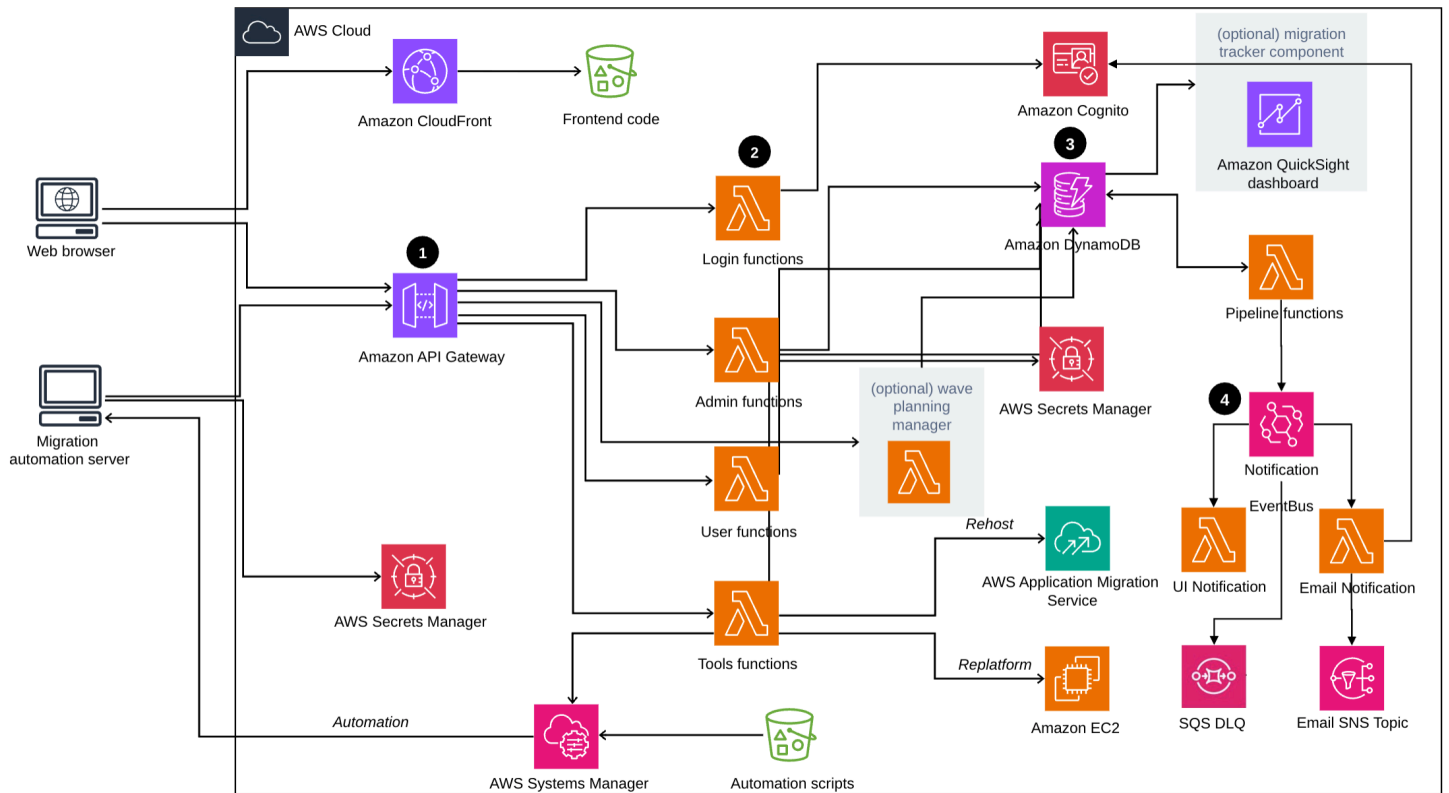 AWS Cloud
(optional) migration
tracker component
Amazon CloudFront
Frontend code
Amazon Cognito
2
3
Amazon QuickSight
dashboard
Web browser
1
Login functions
Amazon DynamoDB
Pipeline functions
Amazon API Gateway
(optional) wave
planning
manager
Admin functions
AWS Secrets Manager
4
Migration
automation server
Notification
EventBus
User functions
Rehost
AWS Application Migration
Service
UI Notification
Email Notification
AWS Secrets Manager
Tools functions
Replatform
Amazon EC2
SQS DLQ
Email SNS Topic
Automation
AWS Systems Manager
Automation scripts